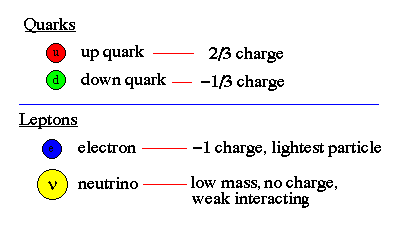 Quarks
u up quark 2/3 charge
d down quark −1/3 charge
Leptons
electron −1 charge, lightest particle
ν neutrino low mass, no charge,
weak interacting